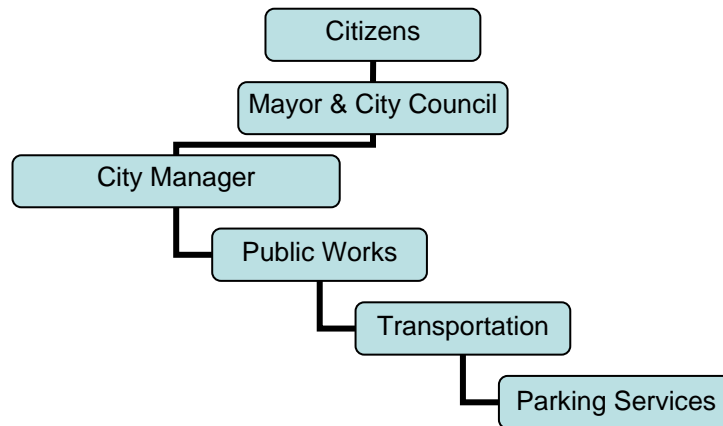 Citizens
Mayor & City Council
City Manager
Public Works
Transportation
Parking Services